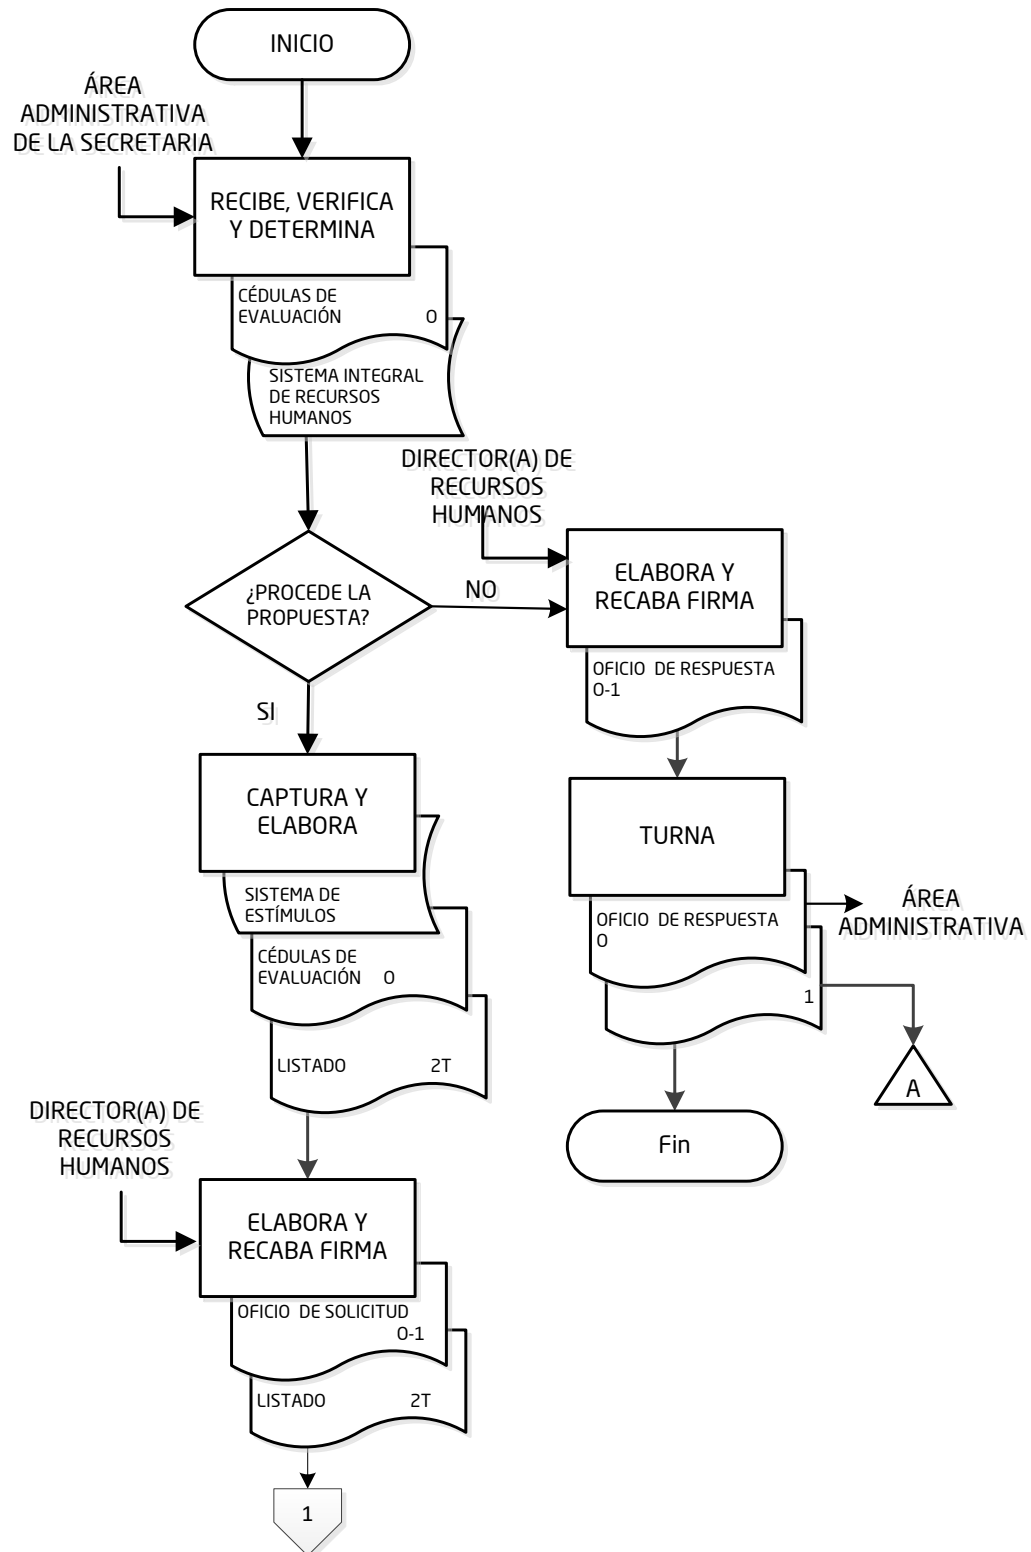 INICIO
ÁREA
ADMINISTRATIVA
DE LA SECRETARIA
RECIBE, VERIFICA
Y DETERMINA
CÉDULAS DE
EVALUACIÓN 0
SISTEMA INTEGRAL
DE RECURSOS
HUMANOS
¿PROCEDE LA
PROPUESTA?
NO
DIRECTOR(A) DE
RECURSOS
HUMANOS
ELABORA Y
RECABA FIRMA
OFICIO DE RESPUESTA
0-1
TURNA
OFICIO DE RESPUESTA
0
1
ÁREA
ADMINISTRATIVA
A
Fin
SI
CAPTURA Y
ELABORA
SISTEMA DE
ESTÍMULOS
CÉDULAS DE
EVALUACIÓN 0
LISTADO 2T
DIRECTOR(A) DE
RECURSOS
HUMANOS
ELABORA Y
RECABA FIRMA
OFICIO DE SOLICITUD
0-1
LISTADO 2T
1